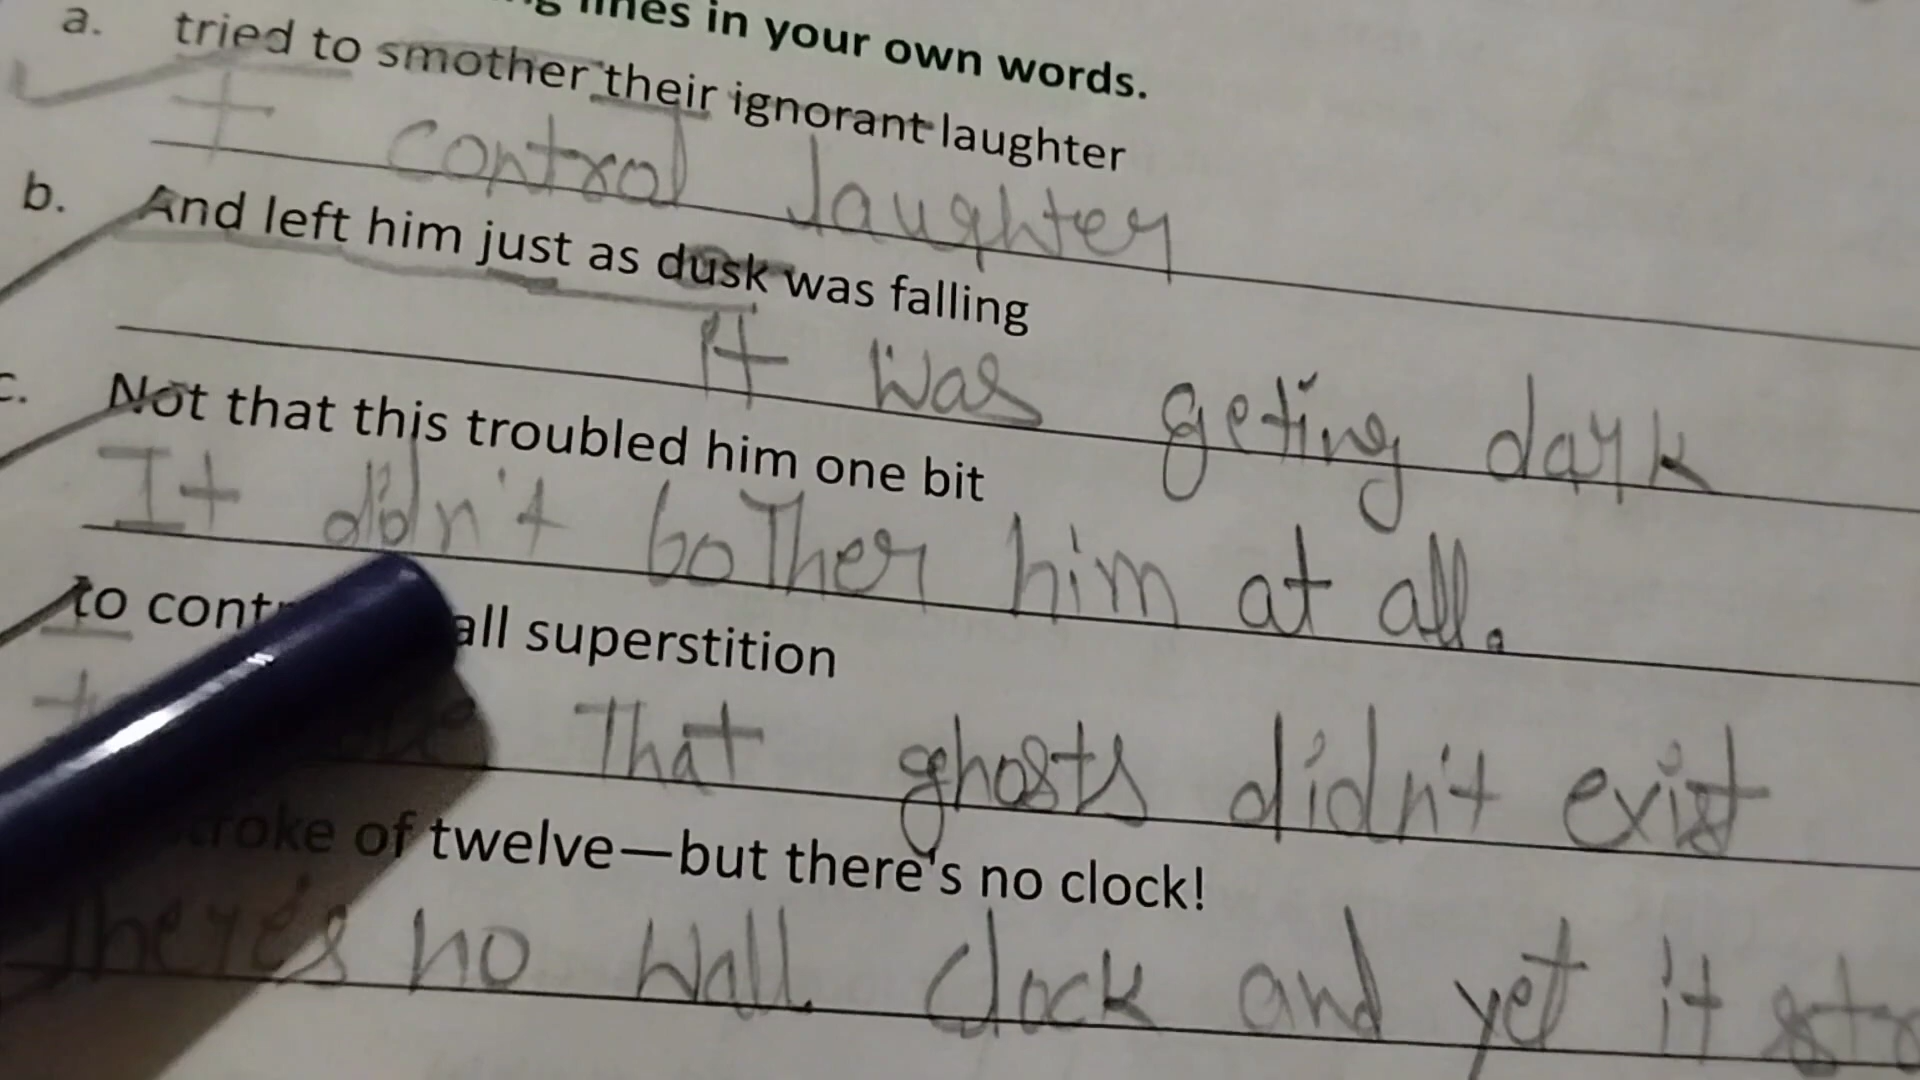 lines in your own words.
a. tried to smother their ignorant laughter
control laughter
b. And left him just as dusk was falling
It was geting dark
c. Not that this troubled him one bit
It didn't bother him at all.
to all superstition
That ghosts didn't exist
of twelve—but there's no clock!
There's no wall clock and yet it